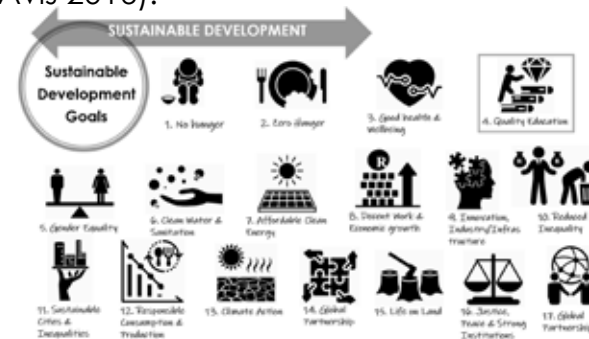 Avis 2018).
SUSTAINABLE DEVELOPMENT
Sustainable
Development
Goals
1. No hunger
2. Zero Hunger
3. Good health &
Wellbeing
4. Quality Education
5. Gender Equality
6. Clean Water &
Sanitation
7. Affordable Clean
Energy
8. Decent Work &
Economic growth
9. Innovation,
Industry/Infras
tructure
10. Reduced
Inequality
11. Sustainable
Cities &
Inequalities
12. Responsible
Consumption &
Production
13. Climate Action
14. Global
Partnership
15. Life on Land
16. Justice,
Peace & Strong
Institutions
17. Global
Partnership